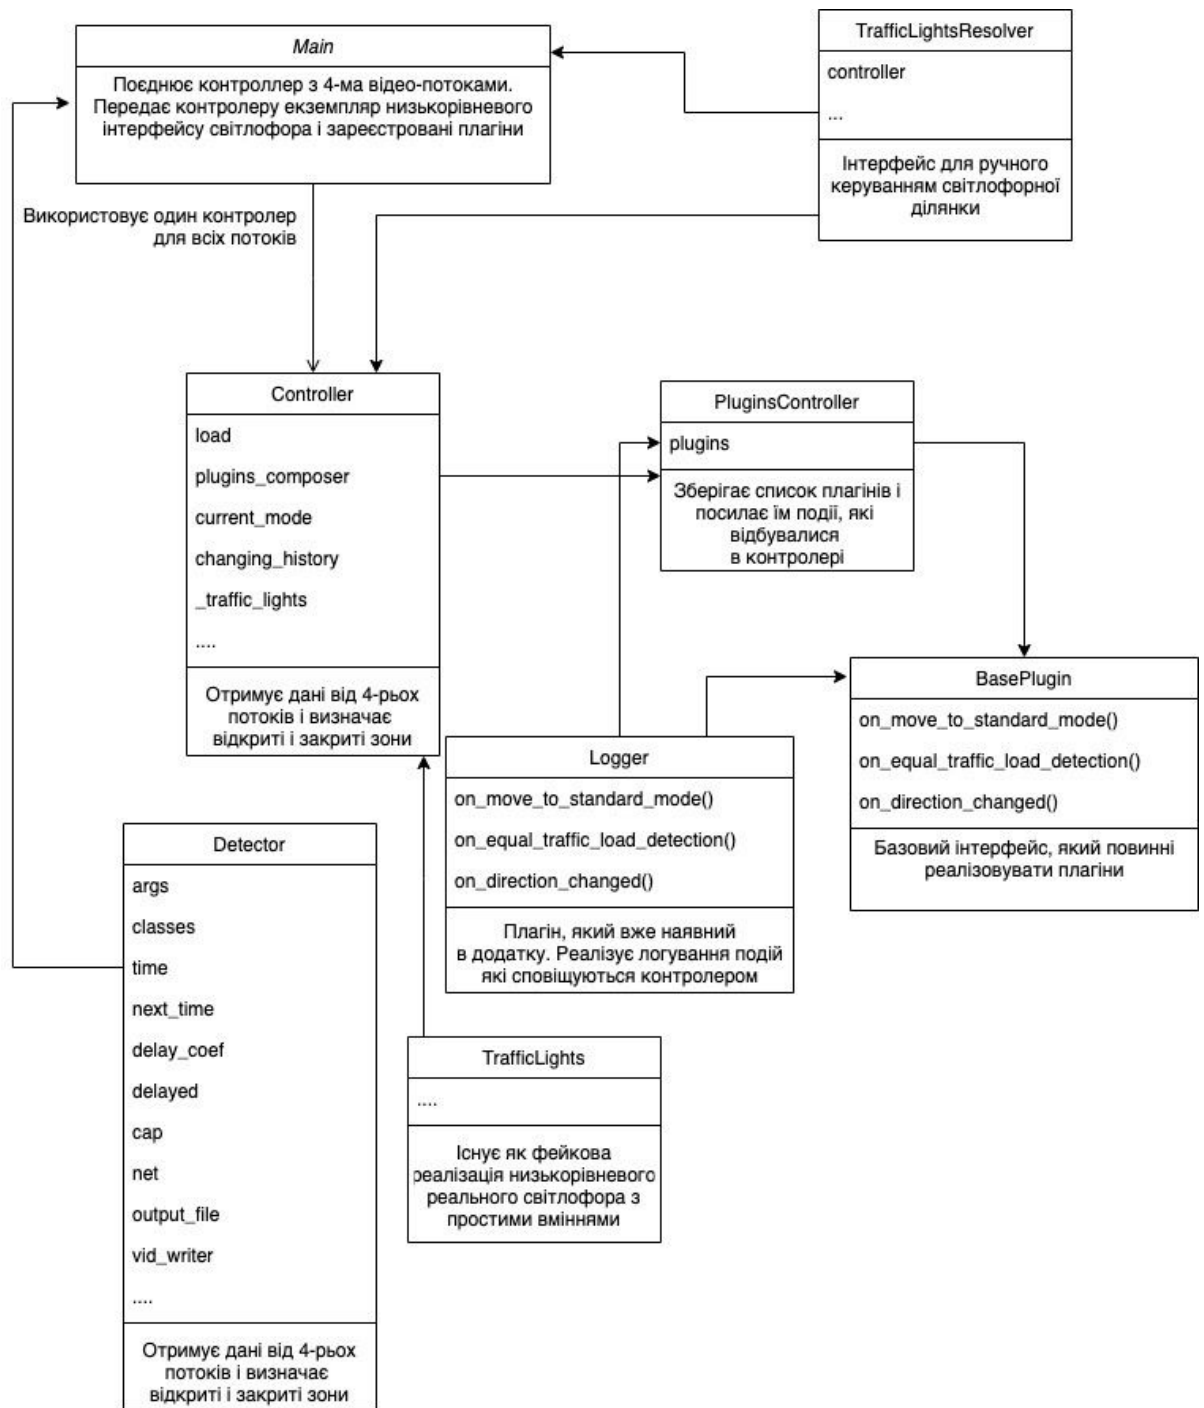 Main
Поєднує контроллер з 4-ма відео-потоками.
Передає контролеру екземпляр низькорівневого
інтерфейсу світлофора і зареєстровані плагіни
TrafficLightsResolver
controller
...
Інтерфейс для ручного
керуванням світлофорної
ділянки
Використовує один контролер
для всіх потоків
Controller
load
plugins_composer
current_mode
changing_history
_traffic_lights
....
Отримує дані від 4-рьох
потоків і визначає
відкриті і закриті зони
PluginsController
plugins
Зберігає список плагінів і
посилає їм події, які
відбувалися
в контролері
BasePlugin
on_move_to_standard_mode()
on_equal_traffic_load_detection()
on_direction_changed()
Базовий інтерфейс, який повинні
реалізовувати плагіни
Logger
on_move_to_standard_mode()
on_equal_traffic_load_detection()
on_direction_changed()
Плагін, який вже наявний
в додатку. Реалізує логування подій
які сповіщуються контролером
Detector
args
classes
time
next_time
delay_coef
delayed
cap
net
output_file
vid_writer
....
Отримує дані від 4-рьох
потоків і визначає
відкриті і закриті зони
TrafficLights
....
Існує як фейкова
реалізація низькорівневого
реального світлофора з
простими вміннями